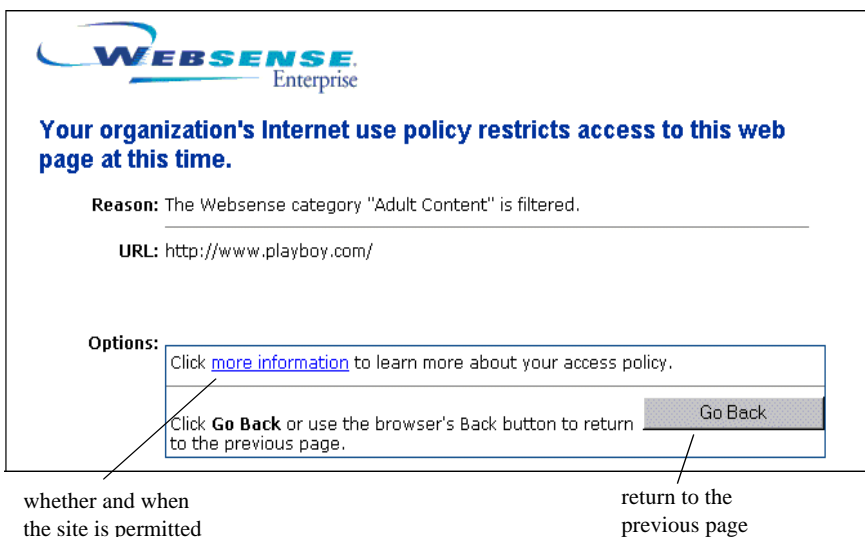 WEBSENSE.
Enterprise
Your organization's Internet use policy restricts access to this web
page at this time.
Reason: The Websense category "Adult Content" is filtered.
URL: http://www.playboy.com/
Options:
Click more information to learn more about your access policy.
Click Go Back or use the browser's Back button to return
to the previous page.
Go Back
whether and when
the site is permitted
return to the
previous page